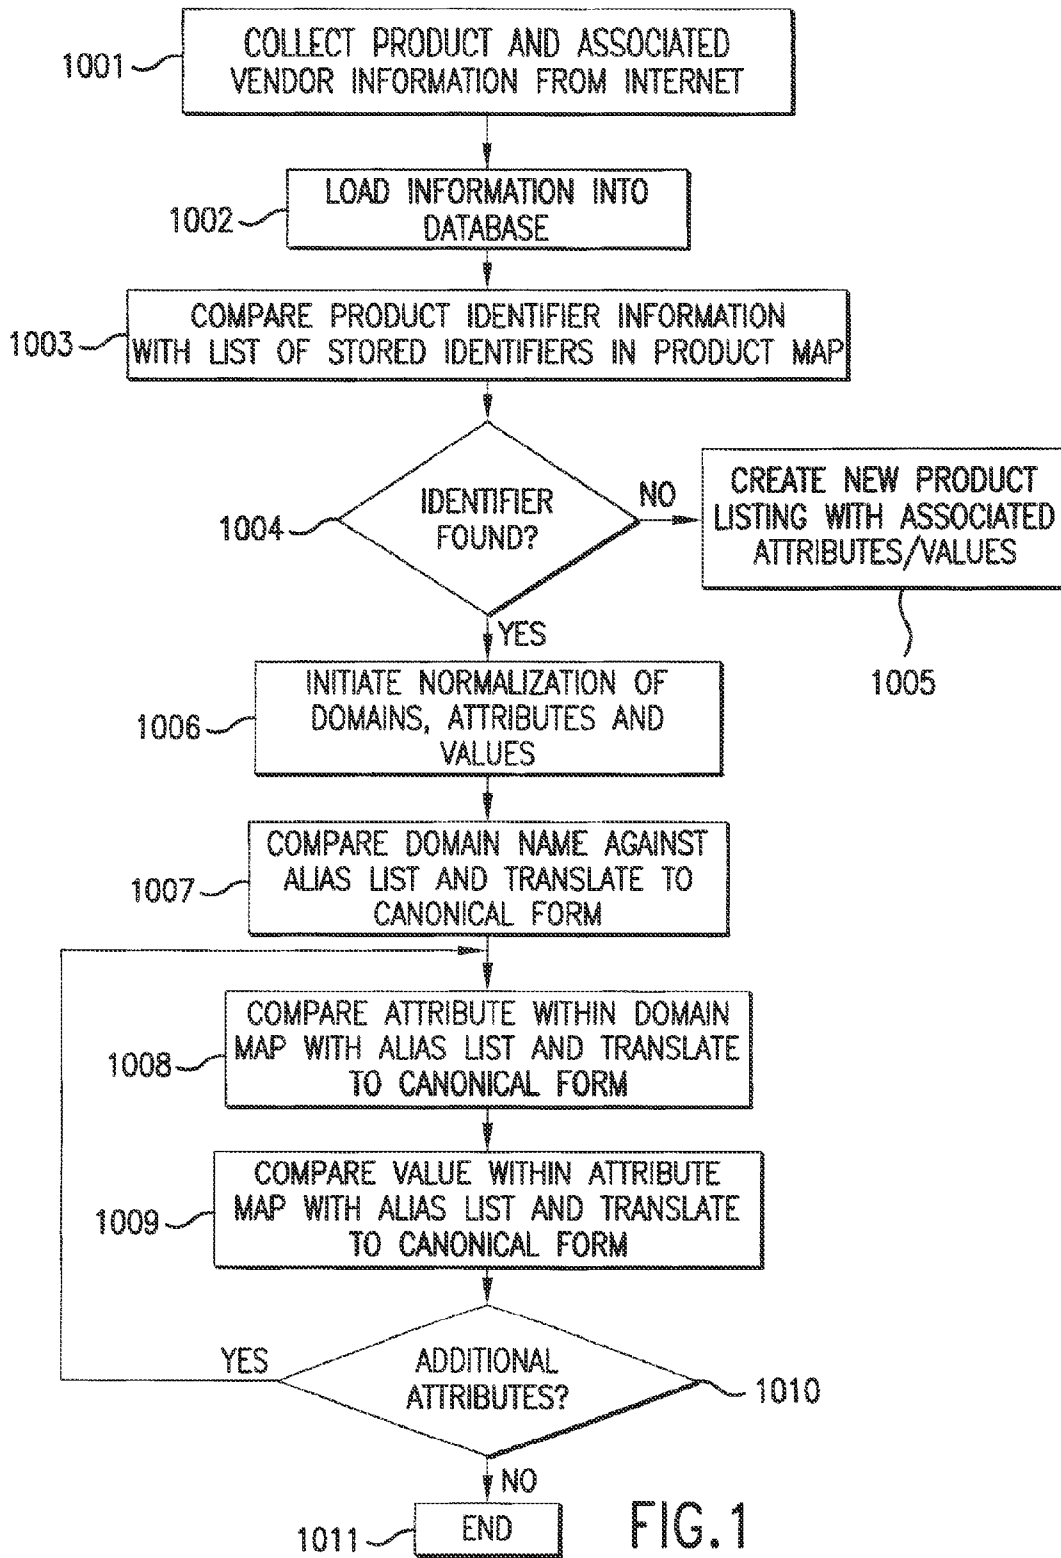 1001
COLLECT PRODUCT AND ASSOCIATED
VENDOR INFORMATION FROM INTERNET
1002
LOAD INFORMATION INTO
DATABASE
1003
COMPARE PRODUCT IDENTIFIER INFORMATION
WITH LIST OF STORED IDENTIFIERS IN PRODUCT MAP
1004
IDENTIFIER
FOUND?
NO
CREATE NEW PRODUCT
LISTING WITH ASSOCIATED
ATTRIBUTES/VALUES
1005
YES
1006
INITIATE NORMALIZATION OF
DOMAINS, ATTRIBUTES AND
VALUES
1007
COMPARE DOMAIN NAME AGAINST
ALIAS LIST AND TRANSLATE TO
CANONICAL FORM
1008
COMPARE ATTRIBUTE WITHIN DOMAIN
MAP WITH ALIAS LIST AND TRANSLATE
TO CANONICAL FORM
1009
COMPARE VALUE WITHIN ATTRIBUTE
MAP WITH ALIAS LIST AND TRANSLATE
TO CANONICAL FORM
YES
ADDITIONAL
ATTRIBUTES?
1010
NO
1011
END
FIG.1